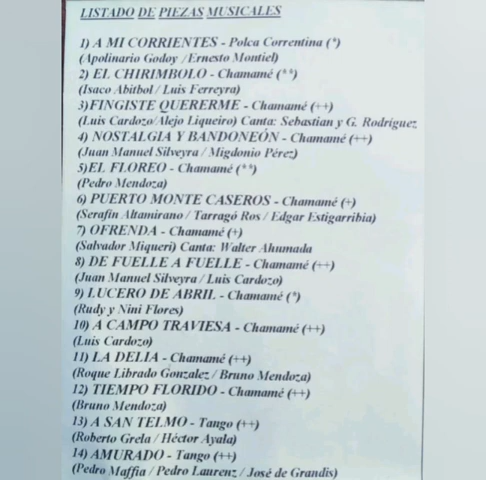 LISTADO DE PIEZAS MUSICALES
1) A MI CORRIENTES - Polca Correntina (*)
(Apolinario Godoy /Ernesto Montiel)
2) EL CHIRIMBOLO - Chamamé (**)
(Isaco Abitbol / Luis Ferreyra)
3)FINGISTE QUERERME - Chamamé (++)
(Luis Cardozo/Alejo Liqueiro) Canta: Sebastian y G. Rodríguez
4) NOSTALGIA Y BANDONEÓN - Chamamé (++)
(Juan Manuel Silveyra / Migdonio Pérez)
5)EL FLOREO - Chamamé (**)
(Pedro Mendoza)
6) PUERTO MONTE CASEROS - Chamamé (+)
(Serafín Altamirano / Tarragó Ros / Edgar Estigarribia)
7) OFRENDA - Chamamé (+)
(Salvador Miqueri) Canta: Walter Ahumada
8) DE FUELLE A FUELLE - Chamamé (++)
(Juan Manuel Silveyra / Luis Cardozo)
9) LUCERO DE ABRIL - Chamamé (*)
(Rudy y Nini Flores)
10) A CAMPO TRAVIESA - Chamamé (++)
(Luis Cardozo)
11) LA DELIA - Chamamé (++)
(Roque Librado Gonzalez / Bruno Mendoza)
12) TIEMPO FLORIDO - Chamamé (++)
(Bruno Mendoza)
13) A SAN TELMO - Tango (++)
(Roberto Grela / Héctor Ayala)
14) AMURADO - Tango (++)
(Pedro Maffia / Pedro Laurenz / José de Grandis)